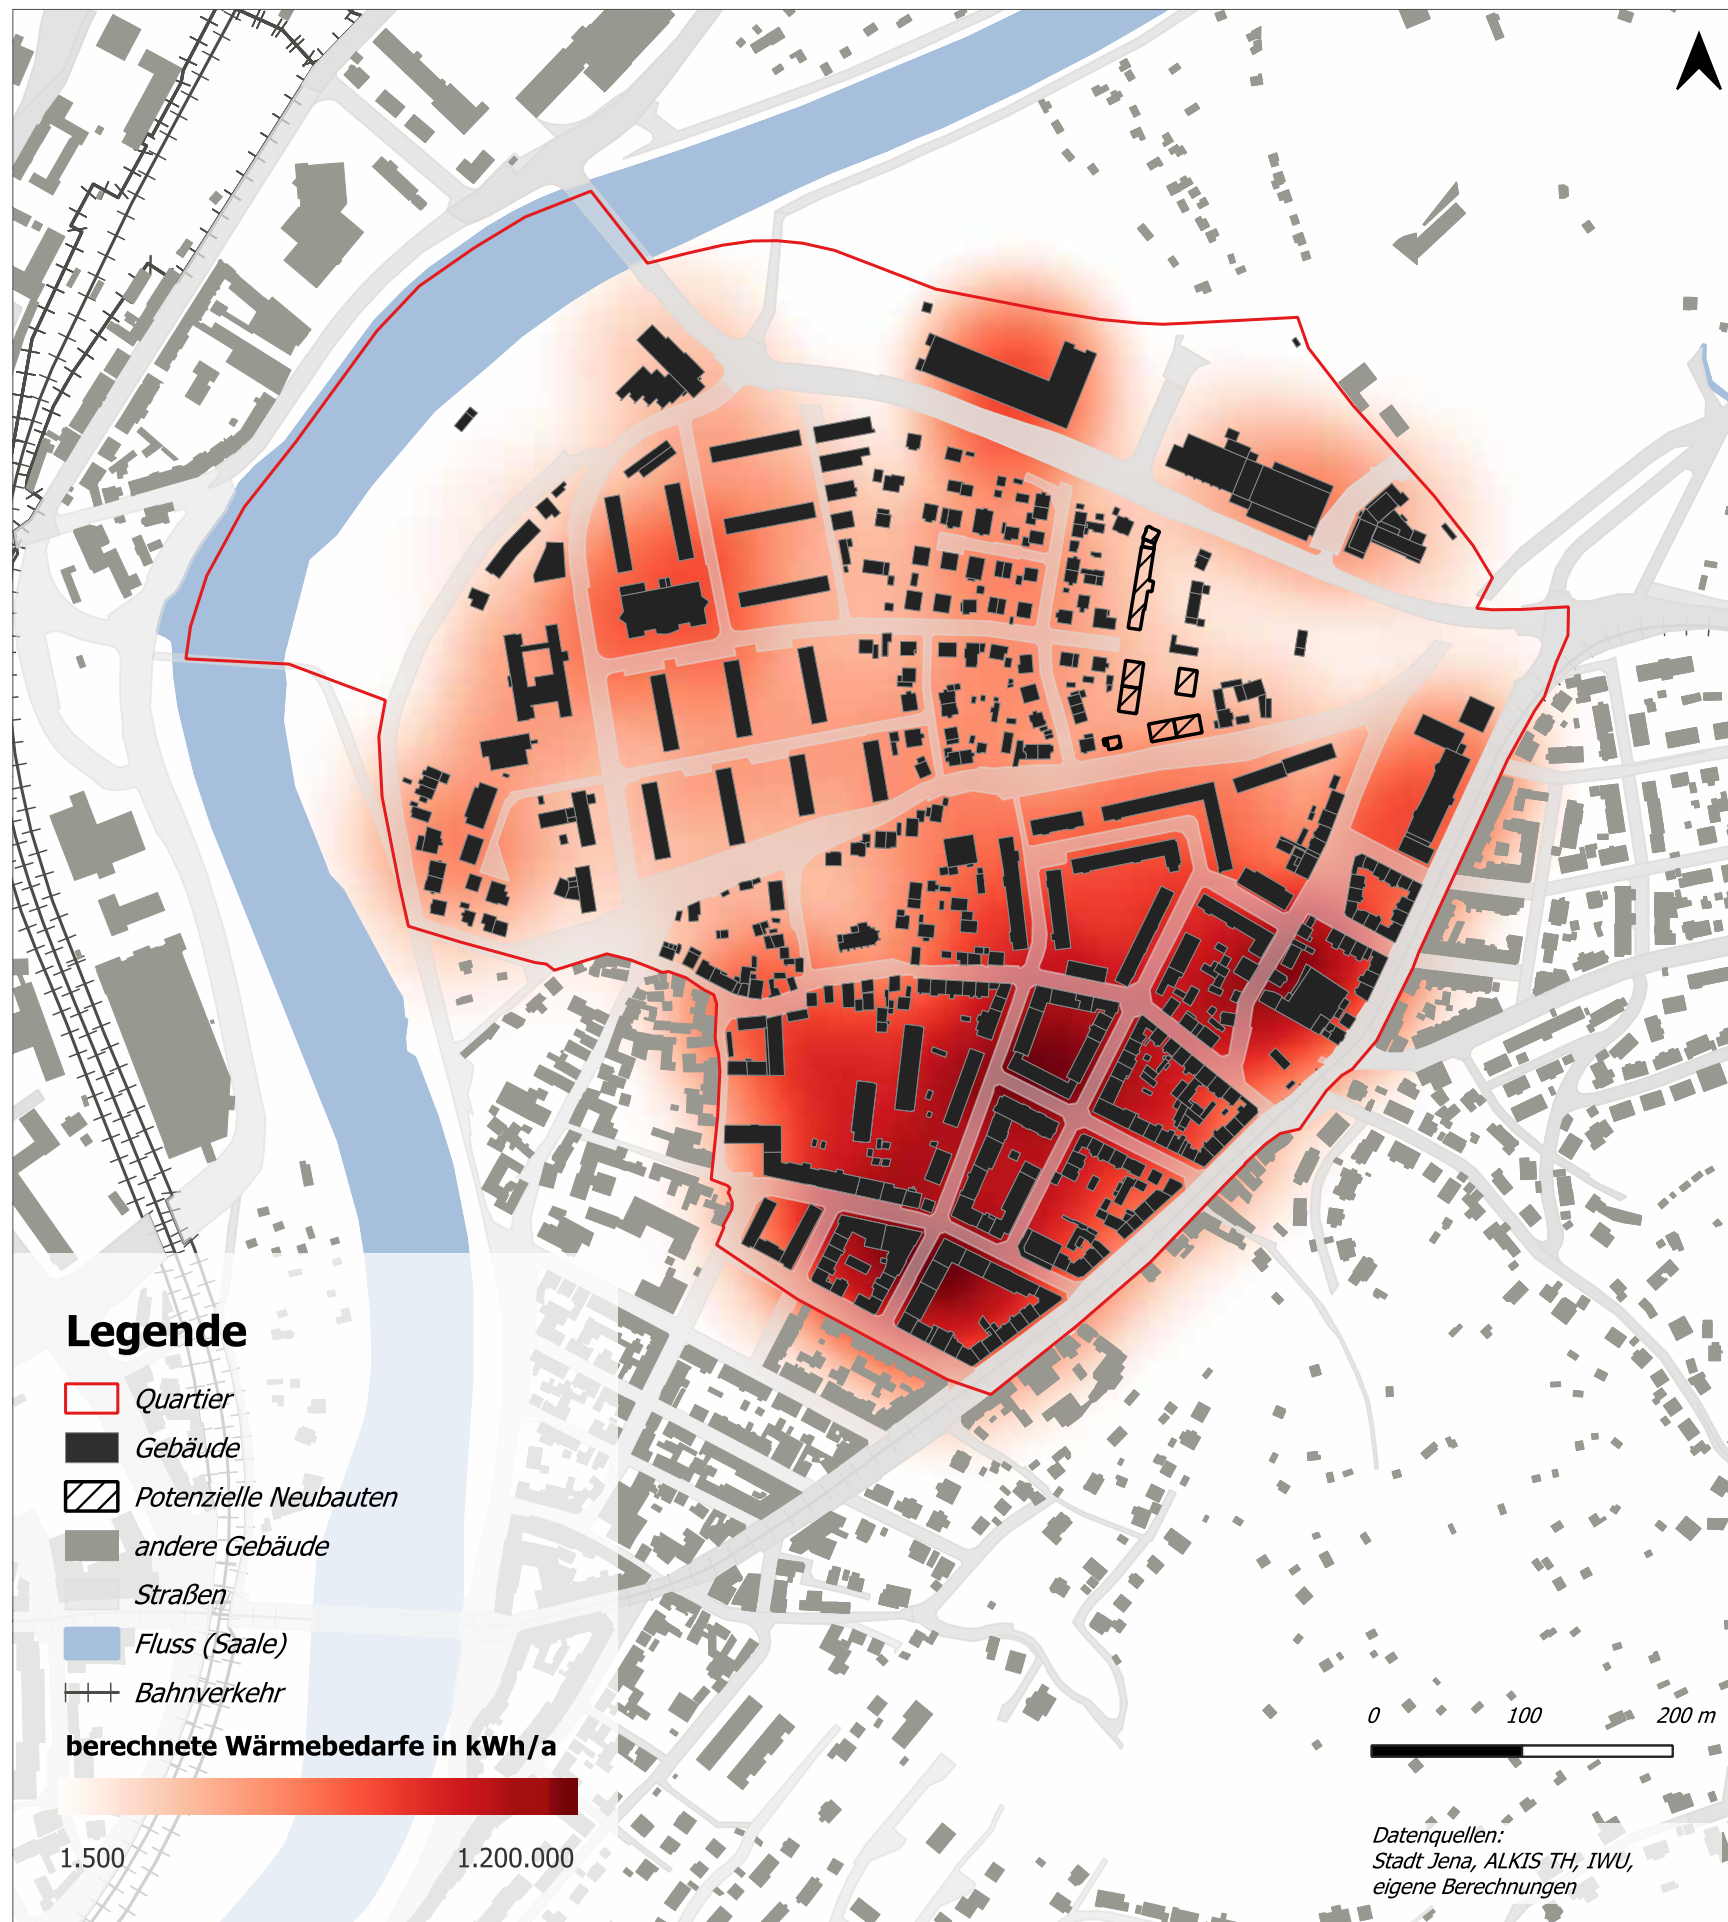 Legende
Quartier
Gebäude
Potenzielle Neubauten
andere Gebäude
Straßen
Fluss (Saale)
Bahnverkehr
berechnete Wärmebedarfe in kWh/a
1.500 1.200.000
0 100 200 m
Datenquellen:
Stadt Jena, ALKIS TH, IWU,
eigene Berechnungen